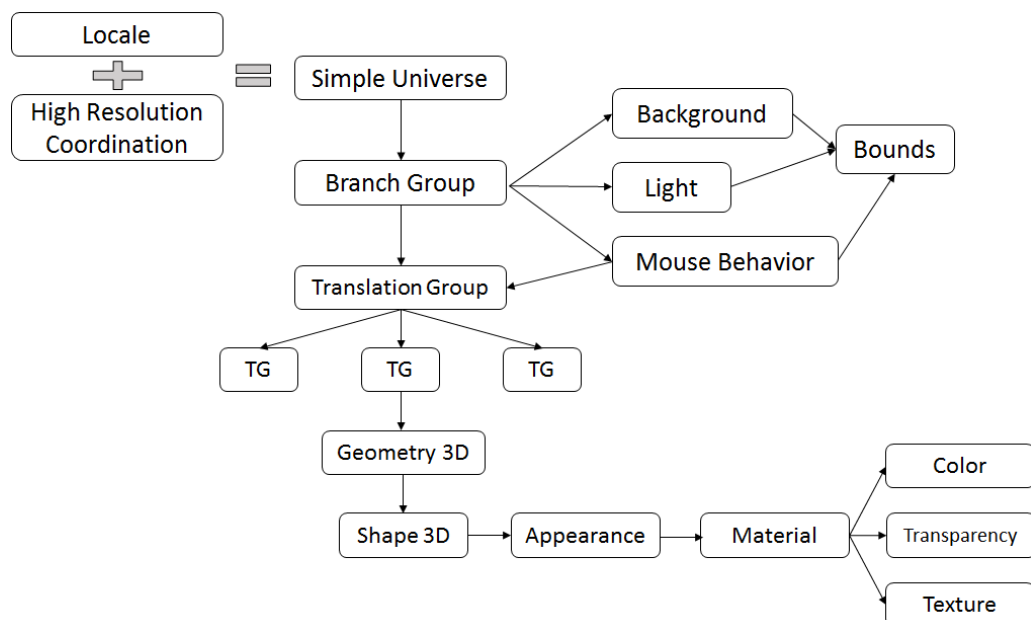 Locale
High Resolution
Coordination
Simple Universe
Background
Bounds
Branch Group
Light
Mouse Behavior
Translation Group
TG
TG
TG
Geometry 3D
Color
Shape 3D
Appearance
Material
Transparency
Texture